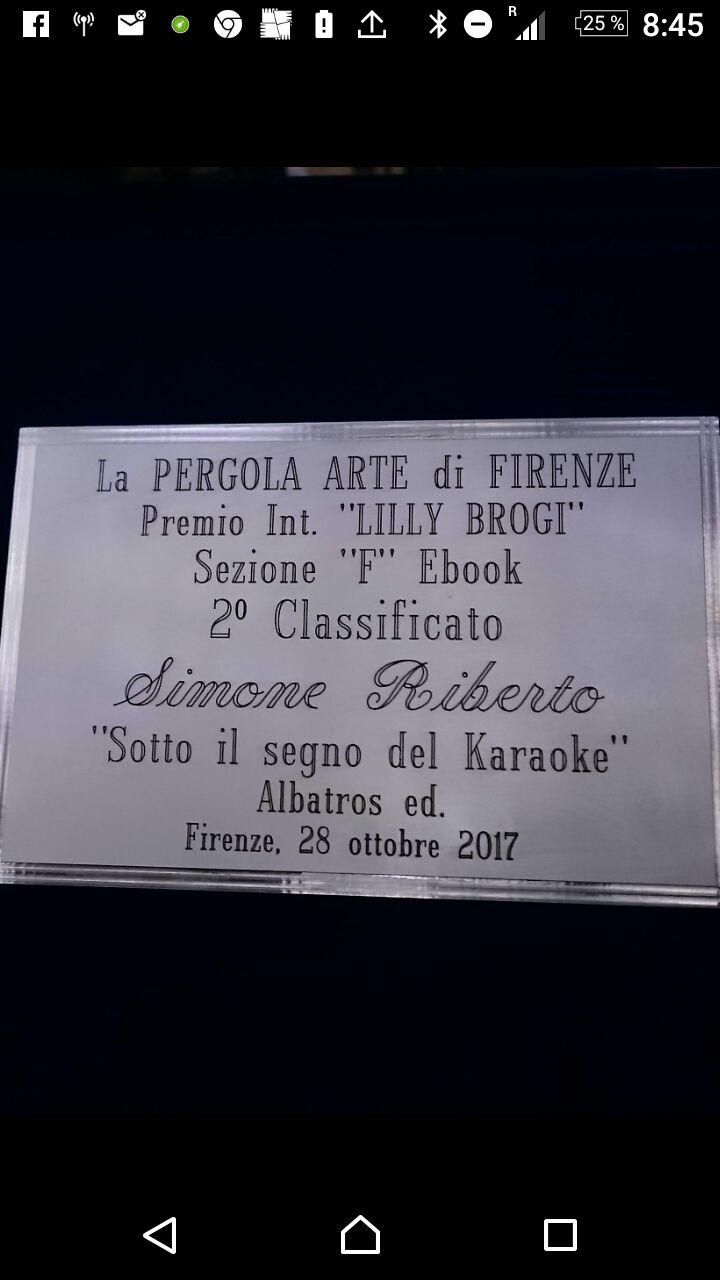 R
25 %
8:45
La PERGOLA ARTE di FIRENZE
Premio Int. "LILLY BROGI"
Sezione "F" Ebook
2º Classificato
Simone Riberto
"Sotto il segno del Karaoke"
Albatros ed.
Firenze, 28 ottobre 2017